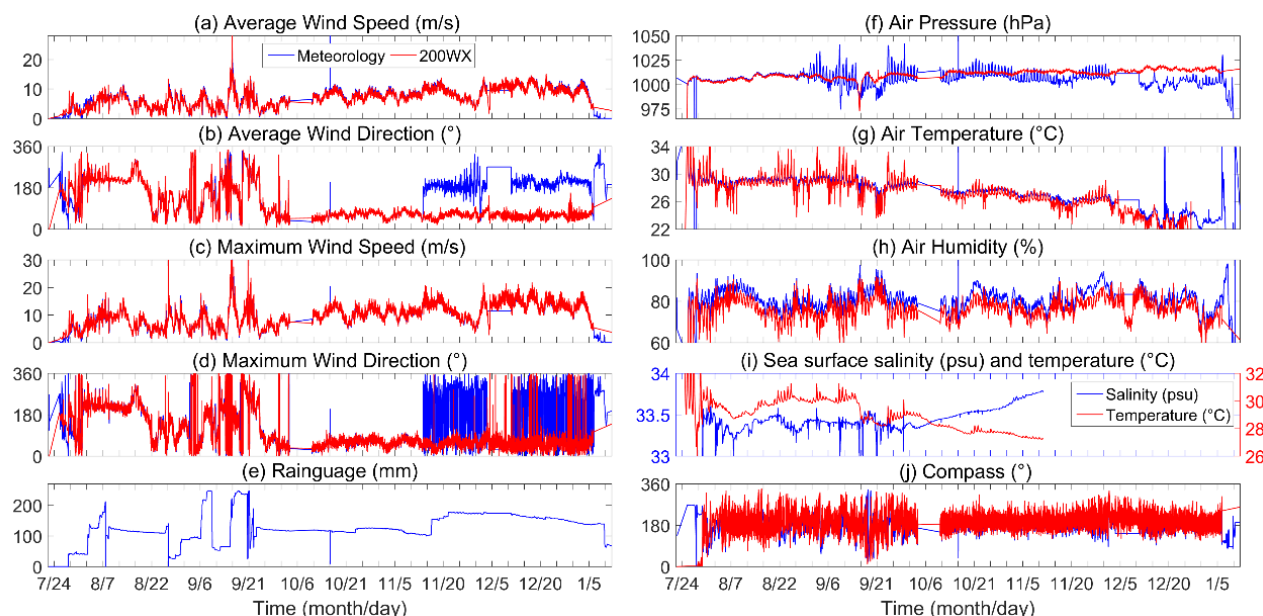 (a) Average Wind Speed (m/s)
20
10
0
Meteorology
200WX
(b) Average Wind Direction (°)
360
180
0
(c) Maximum Wind Speed (m/s)
30
20
10
0
(d) Maximum Wind Direction (°)
360
180
0
(e) Rainguage (mm)
200
100
0
7/24 8/7 8/22 9/6 9/21 10/6 10/21 11/5 11/20 12/20 1/5
Time (month/day)
(f) Air Pressure (hPa)
1050
1025
1000
975
(g) Air Temperature (°C)
34
30
26
22
(h) Air Humidity (%)
100
80
60
(i) Sea surface salinity (psu) and temperature (°C)
34
33.5
33
32
30
28
26
Salinity (psu)
Temperature (°C)
(j) Compass (°)
360
180
0
7/24 8/7 8/22 9/6 9/21 10/6 10/21 11/5 11/20 12/20 1/5
Time (month/day)